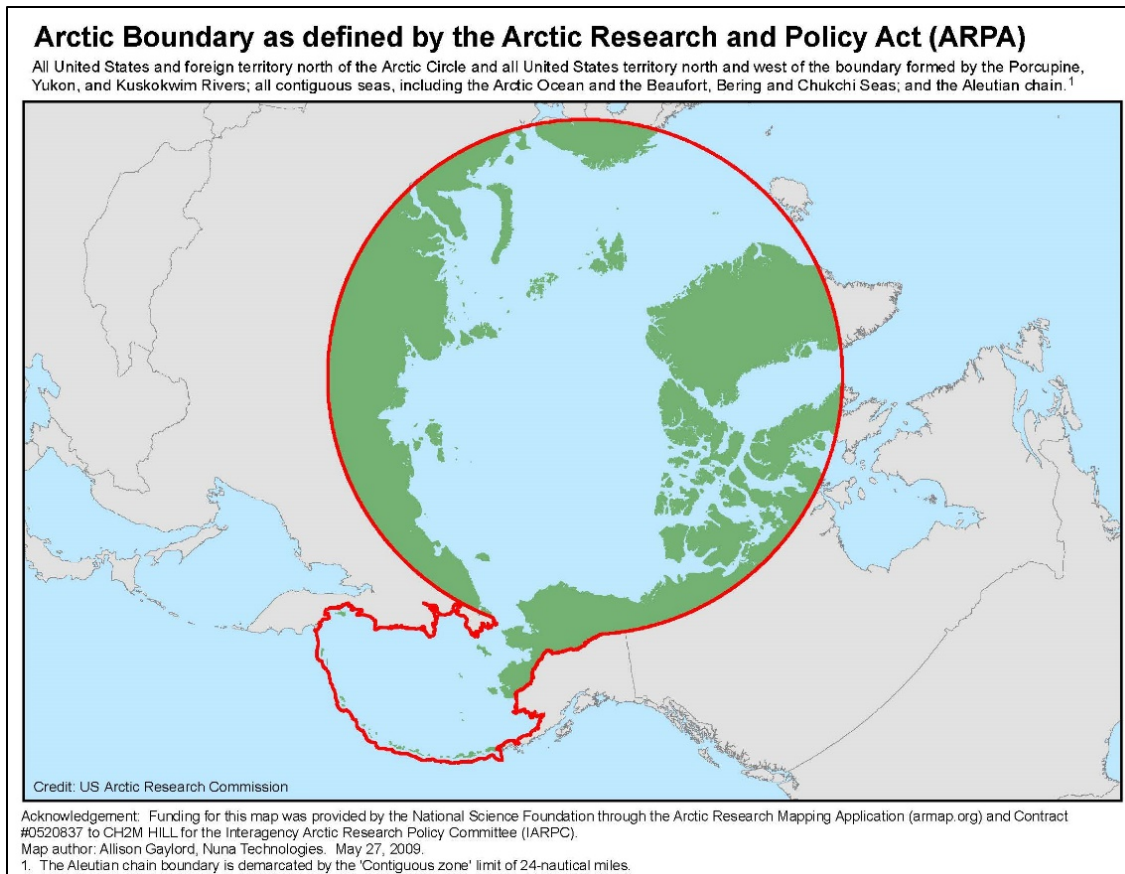 Arctic Boundary as defined by the Arctic Research and Policy Act (ARPA)
All United States and foreign territory north of the Arctic Circle and all United States territory north and west of the boundary formed by the Porcupine,
Yukon, and Kuskokwim Rivers; all contiguous seas, including the Arctic Ocean and the Beaufort, Bering and Chukchi Seas; and the Aleutian chain.¹
Credit: US Arctic Research Commission
Acknowledgement: Funding for this map was provided by the National Science Foundation through the Arctic Research Mapping Application (armap.org) and Contract
#0520837 to CH2M HILL for the Interagency Arctic Research Policy Committee (IARPC).
Map author: Allison Gaylord, Nuna Technologies. May 27, 2009.
1. The Aleutian chain boundary is demarcated by the 'Contiguous zone' limit of 24-nautical miles.